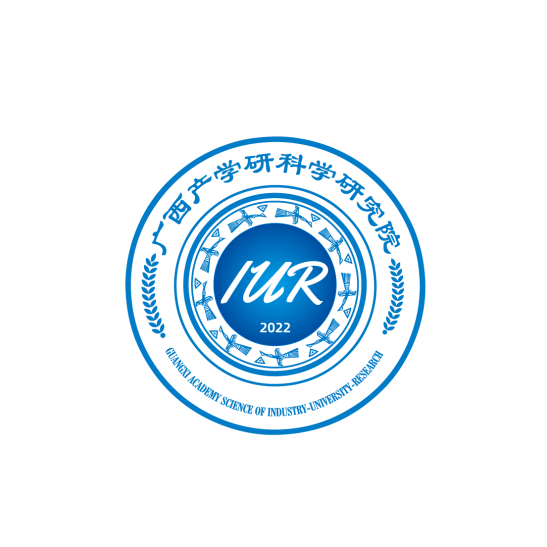 广西产学研科学研究院
IUR
2022
GUANGXI ACADEMY SCIENCE OF INDUSTRY-UNIVERSITY-RESEARCH